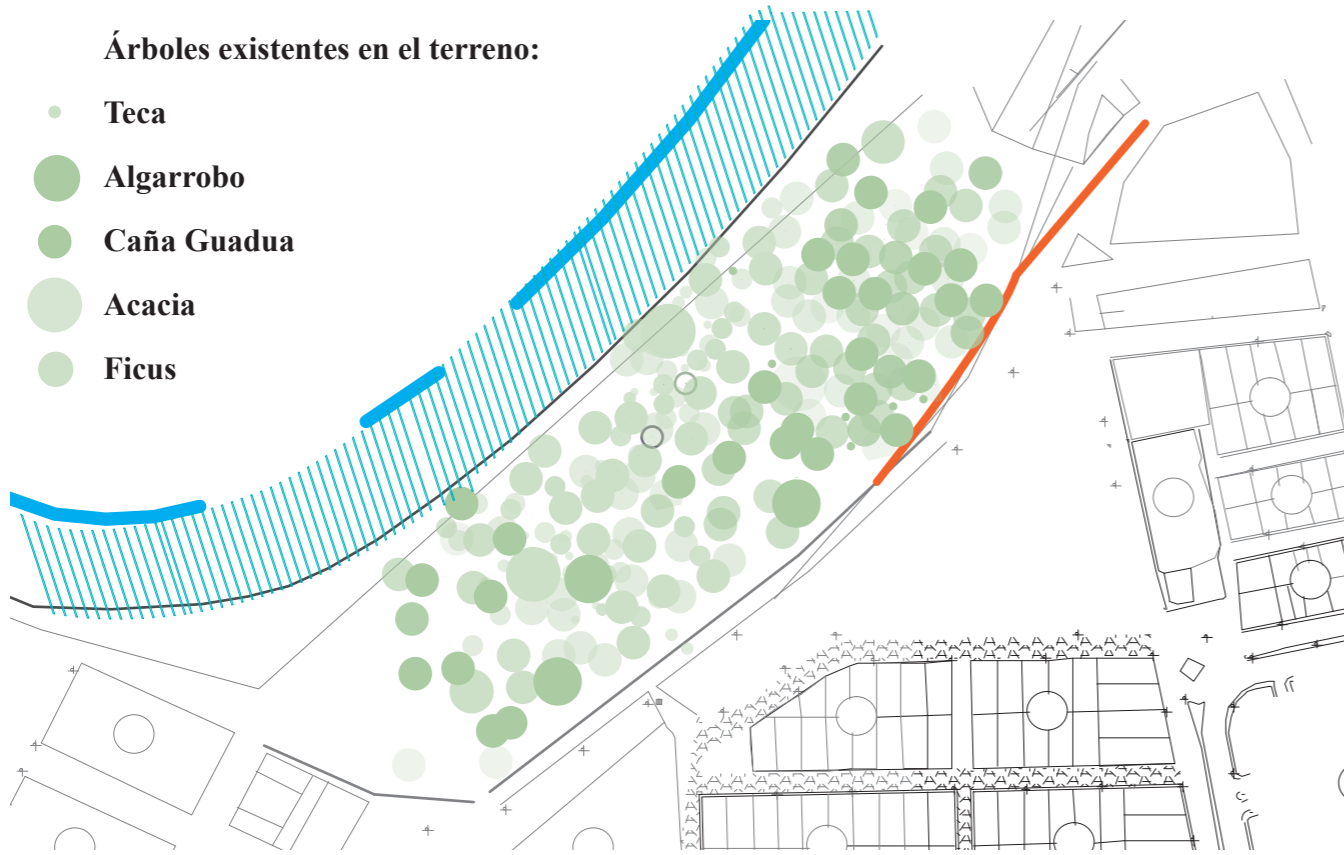 Árboles existentes en el terreno:
Teca
Algarrobo
Caña Guadua
Acacia
Ficus